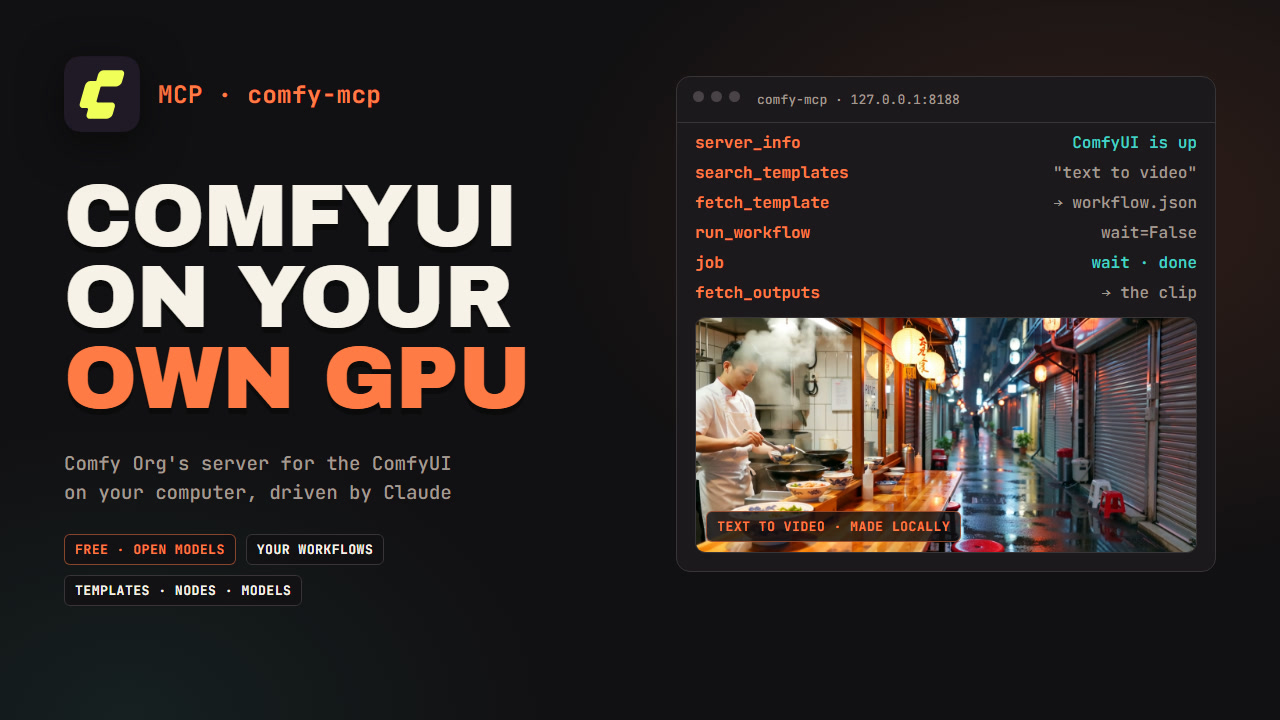 MCP · comfy-mcp
COMFYUI
ON YOUR
OWN GPU
Comfy Org's server for the ComfyUI
on your computer, driven by Claude
FREE · OPEN MODELS
YOUR WORKFLOWS
TEMPLATES · NODES · MODELS
comfy-mcp · 127.0.0.1:8188
server_info ComfyUI is up
search_templates "text to video"
fetch_template → workflow.json
run_workflow wait=False
job wait · done
fetch_outputs → the clip
TEXT TO VIDEO · MADE LOCALLY